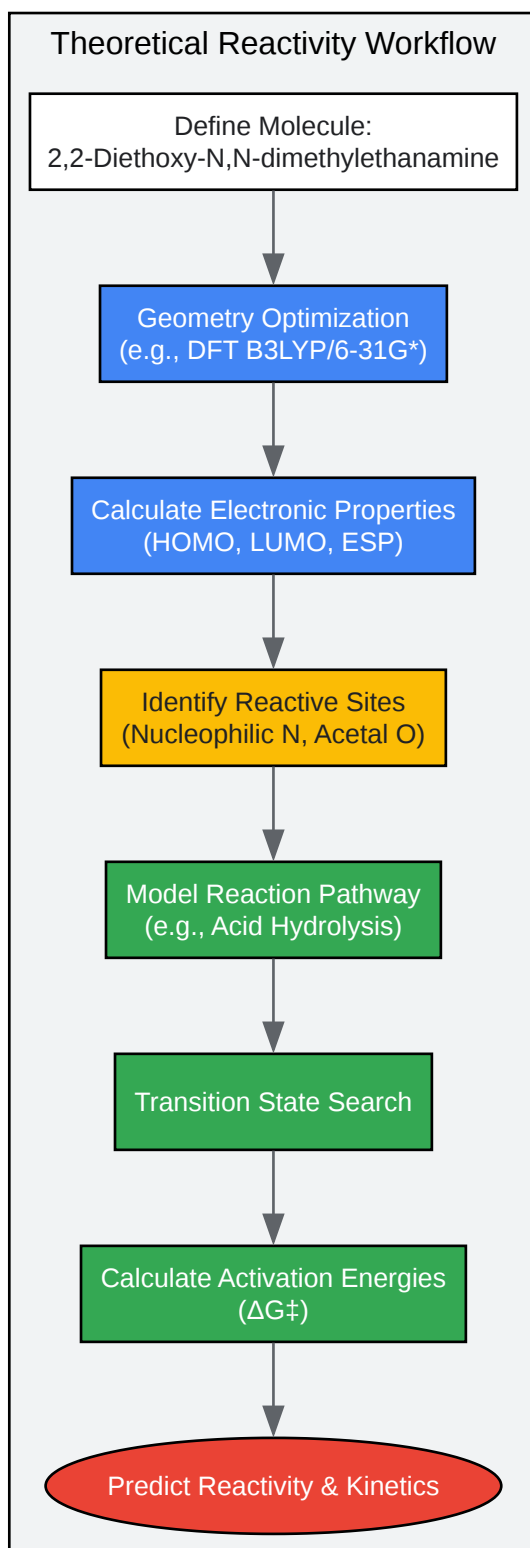 Theoretical Reactivity Workflow
Define Molecule:
2,2-Diethoxy-N,N-dimethylethanamine
Geometry Optimization
(e.g., DFT B3LYP/6-31G*)
Calculate Electronic Properties
(HOMO, LUMO, ESP)
Identify Reactive Sites
(Nucleophilic N, Acetal O)
Model Reaction Pathway
(e.g., Acid Hydrolysis)
Transition State Search
Calculate Activation Energies
(ΔG‡)
Predict Reactivity & Kinetics